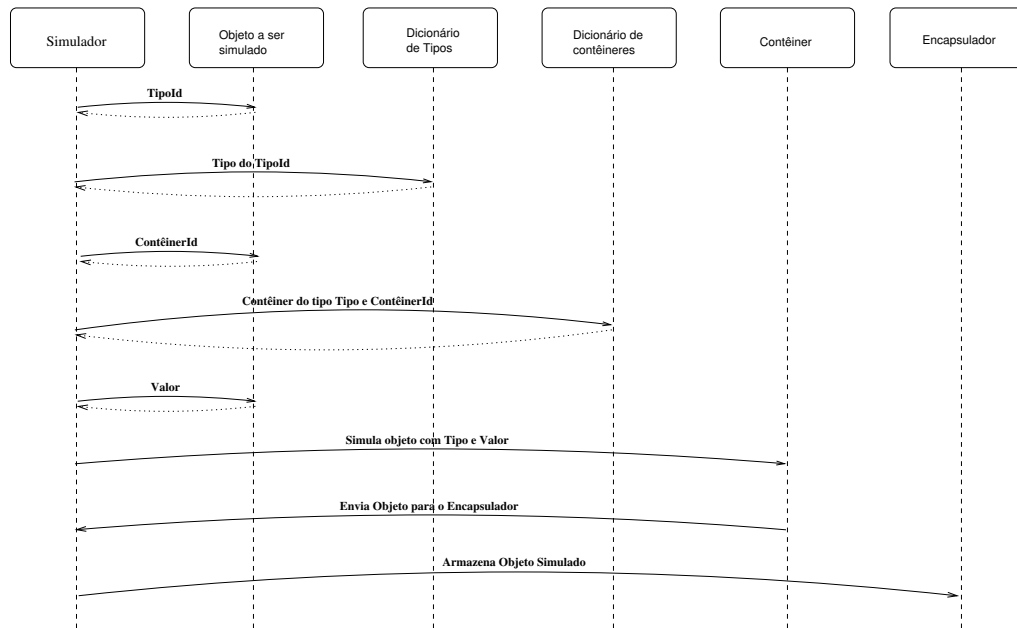 Simulador
Objeto a ser
simulado
Dicionário
de Tipos
Dicionário de
contêineres
Contêiner
Encapsulador
TipoId
Tipo do TipoId
ContêinerId
Contêiner do tipo Tipo e ContêinerId
Valor
Simula objeto com Tipo e Valor
Envia Objeto para o Encapsulador
Armazena Objeto Simulado